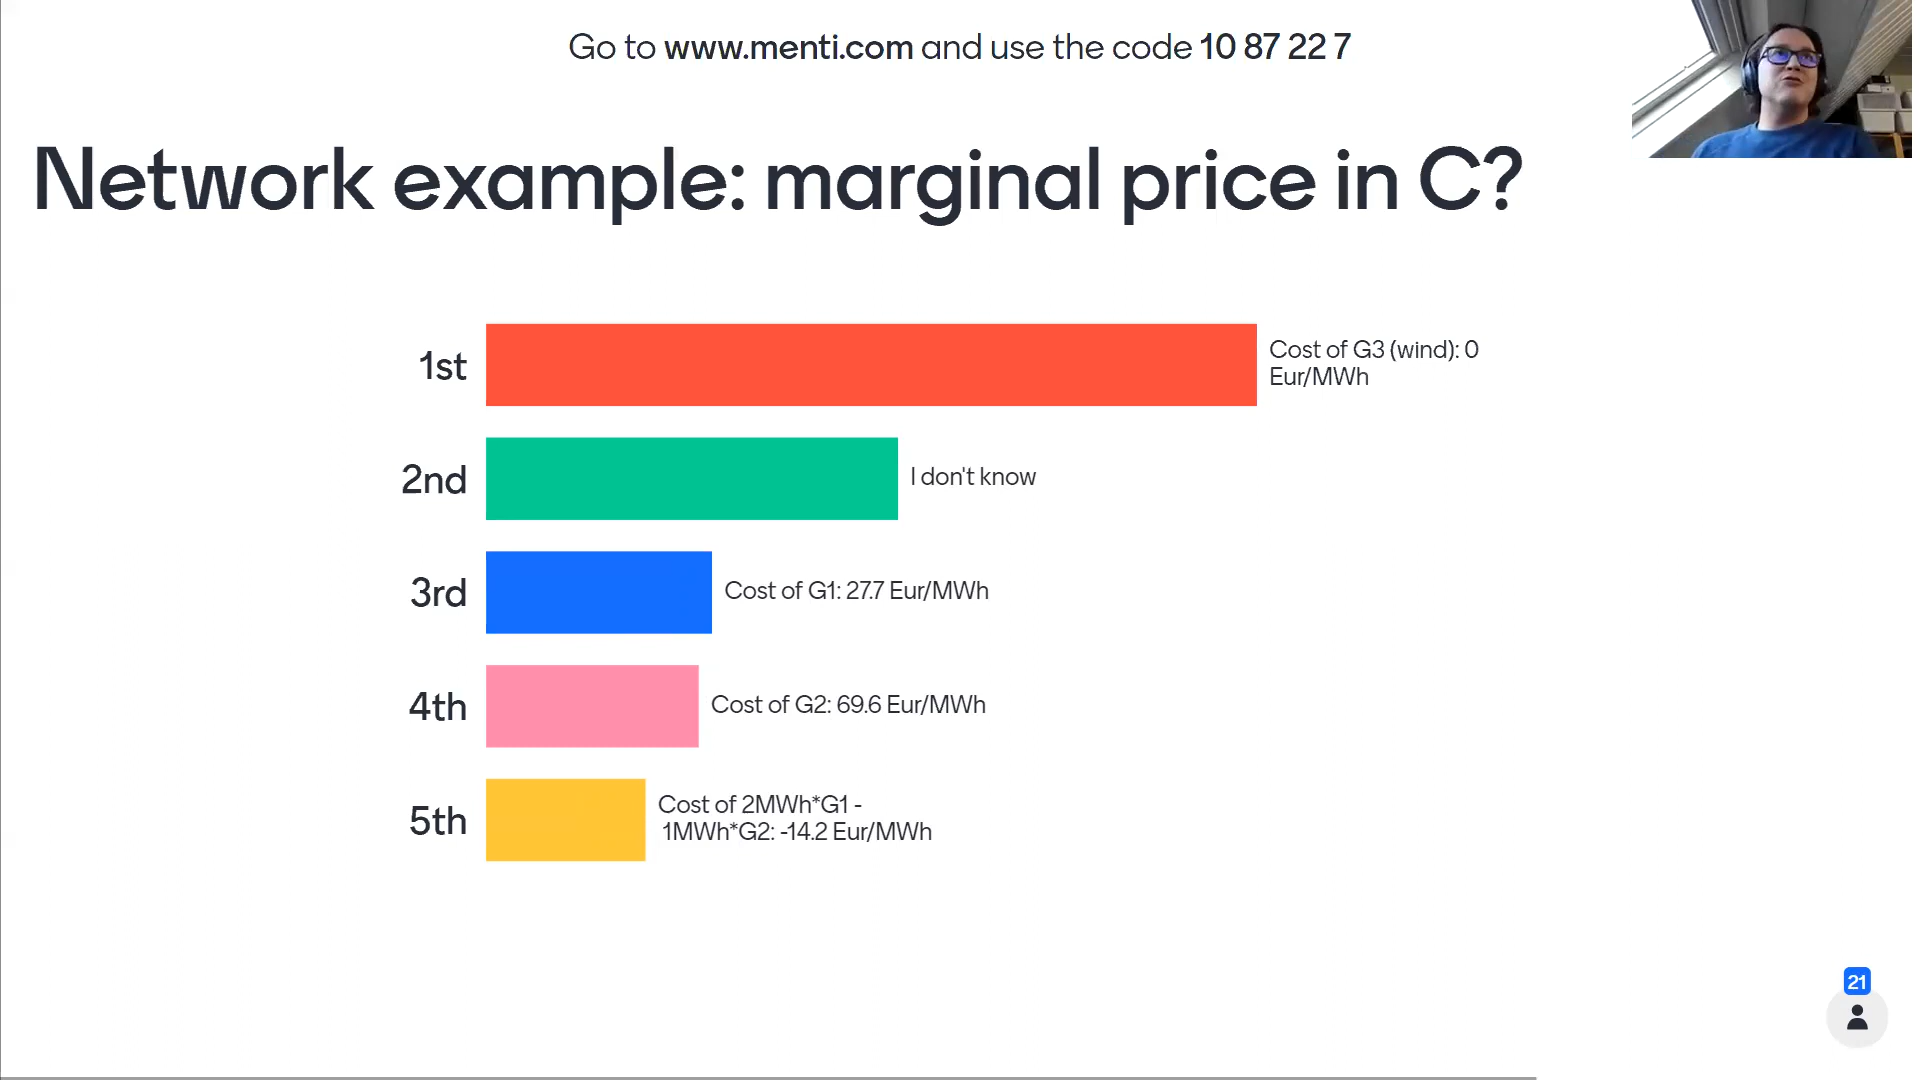 Go to www.menti.com and use the code 10 87 22 7
Network example: marginal price in C?
1st
Cost of G3 (wind): 0
Eur/MWh
2nd
I don't know
3rd
Cost of G1: 27.7 Eur/MWh
4th
Cost of G2: 69.6 Eur/MWh
5th
Cost of 2MWh*G1 -
1MWh*G2: -14.2 Eur/MWh
21